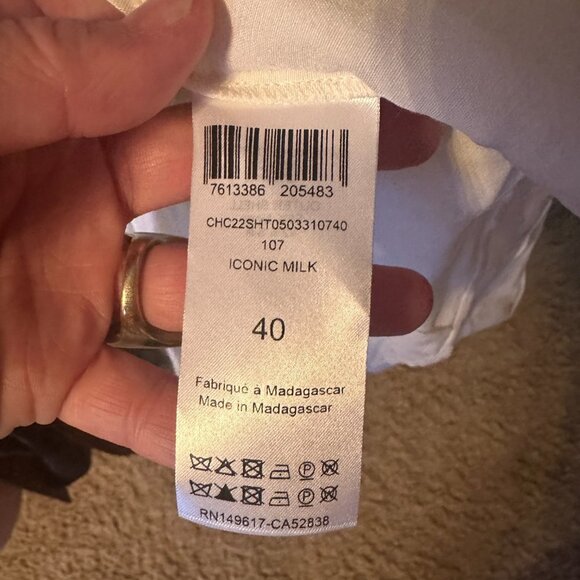 7613386 205483
CHC22SHT0503310740
107
ICONIC MILK
40
Fabriqué à Madagascar
Made in Madagascar
RN149617-CA52838